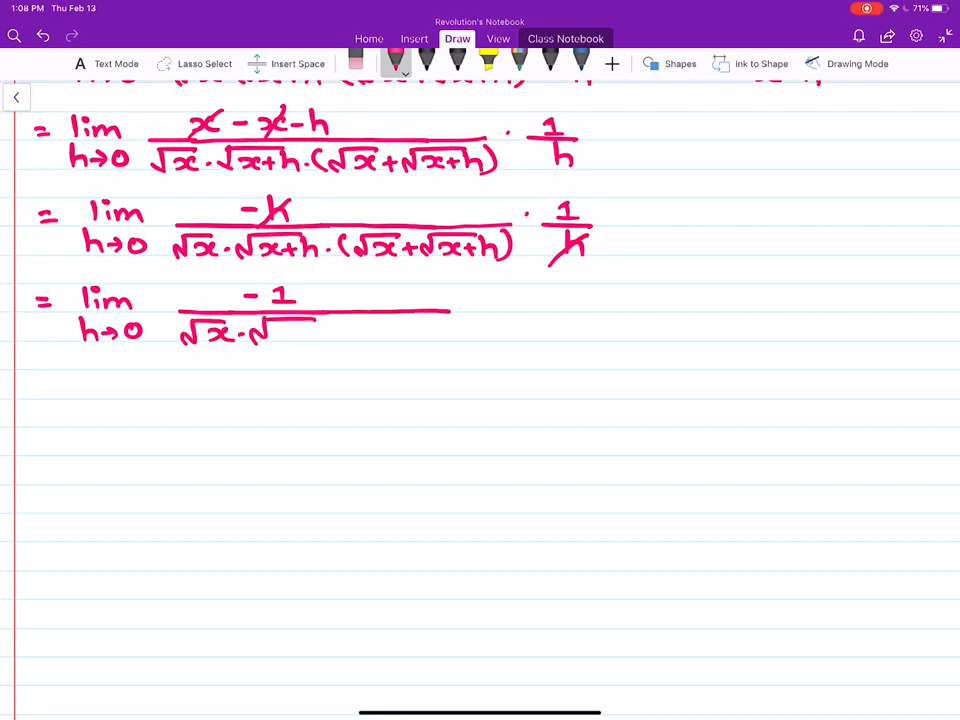 1:08 PM Thu Feb 13
71%
Revolution's Notebook
Home Insert Draw View Class Notebook
Text Mode Lasso Select Insert Space Shapes Ink to Shape Drawing Mode
= lim h→0 x - x - h / √x · √x+h · (√x + √x+h) · 1/h
= lim h→0 -h / √x · √x+h · (√x + √x+h) · 1/h
= lim h→0 -1 / √x · √